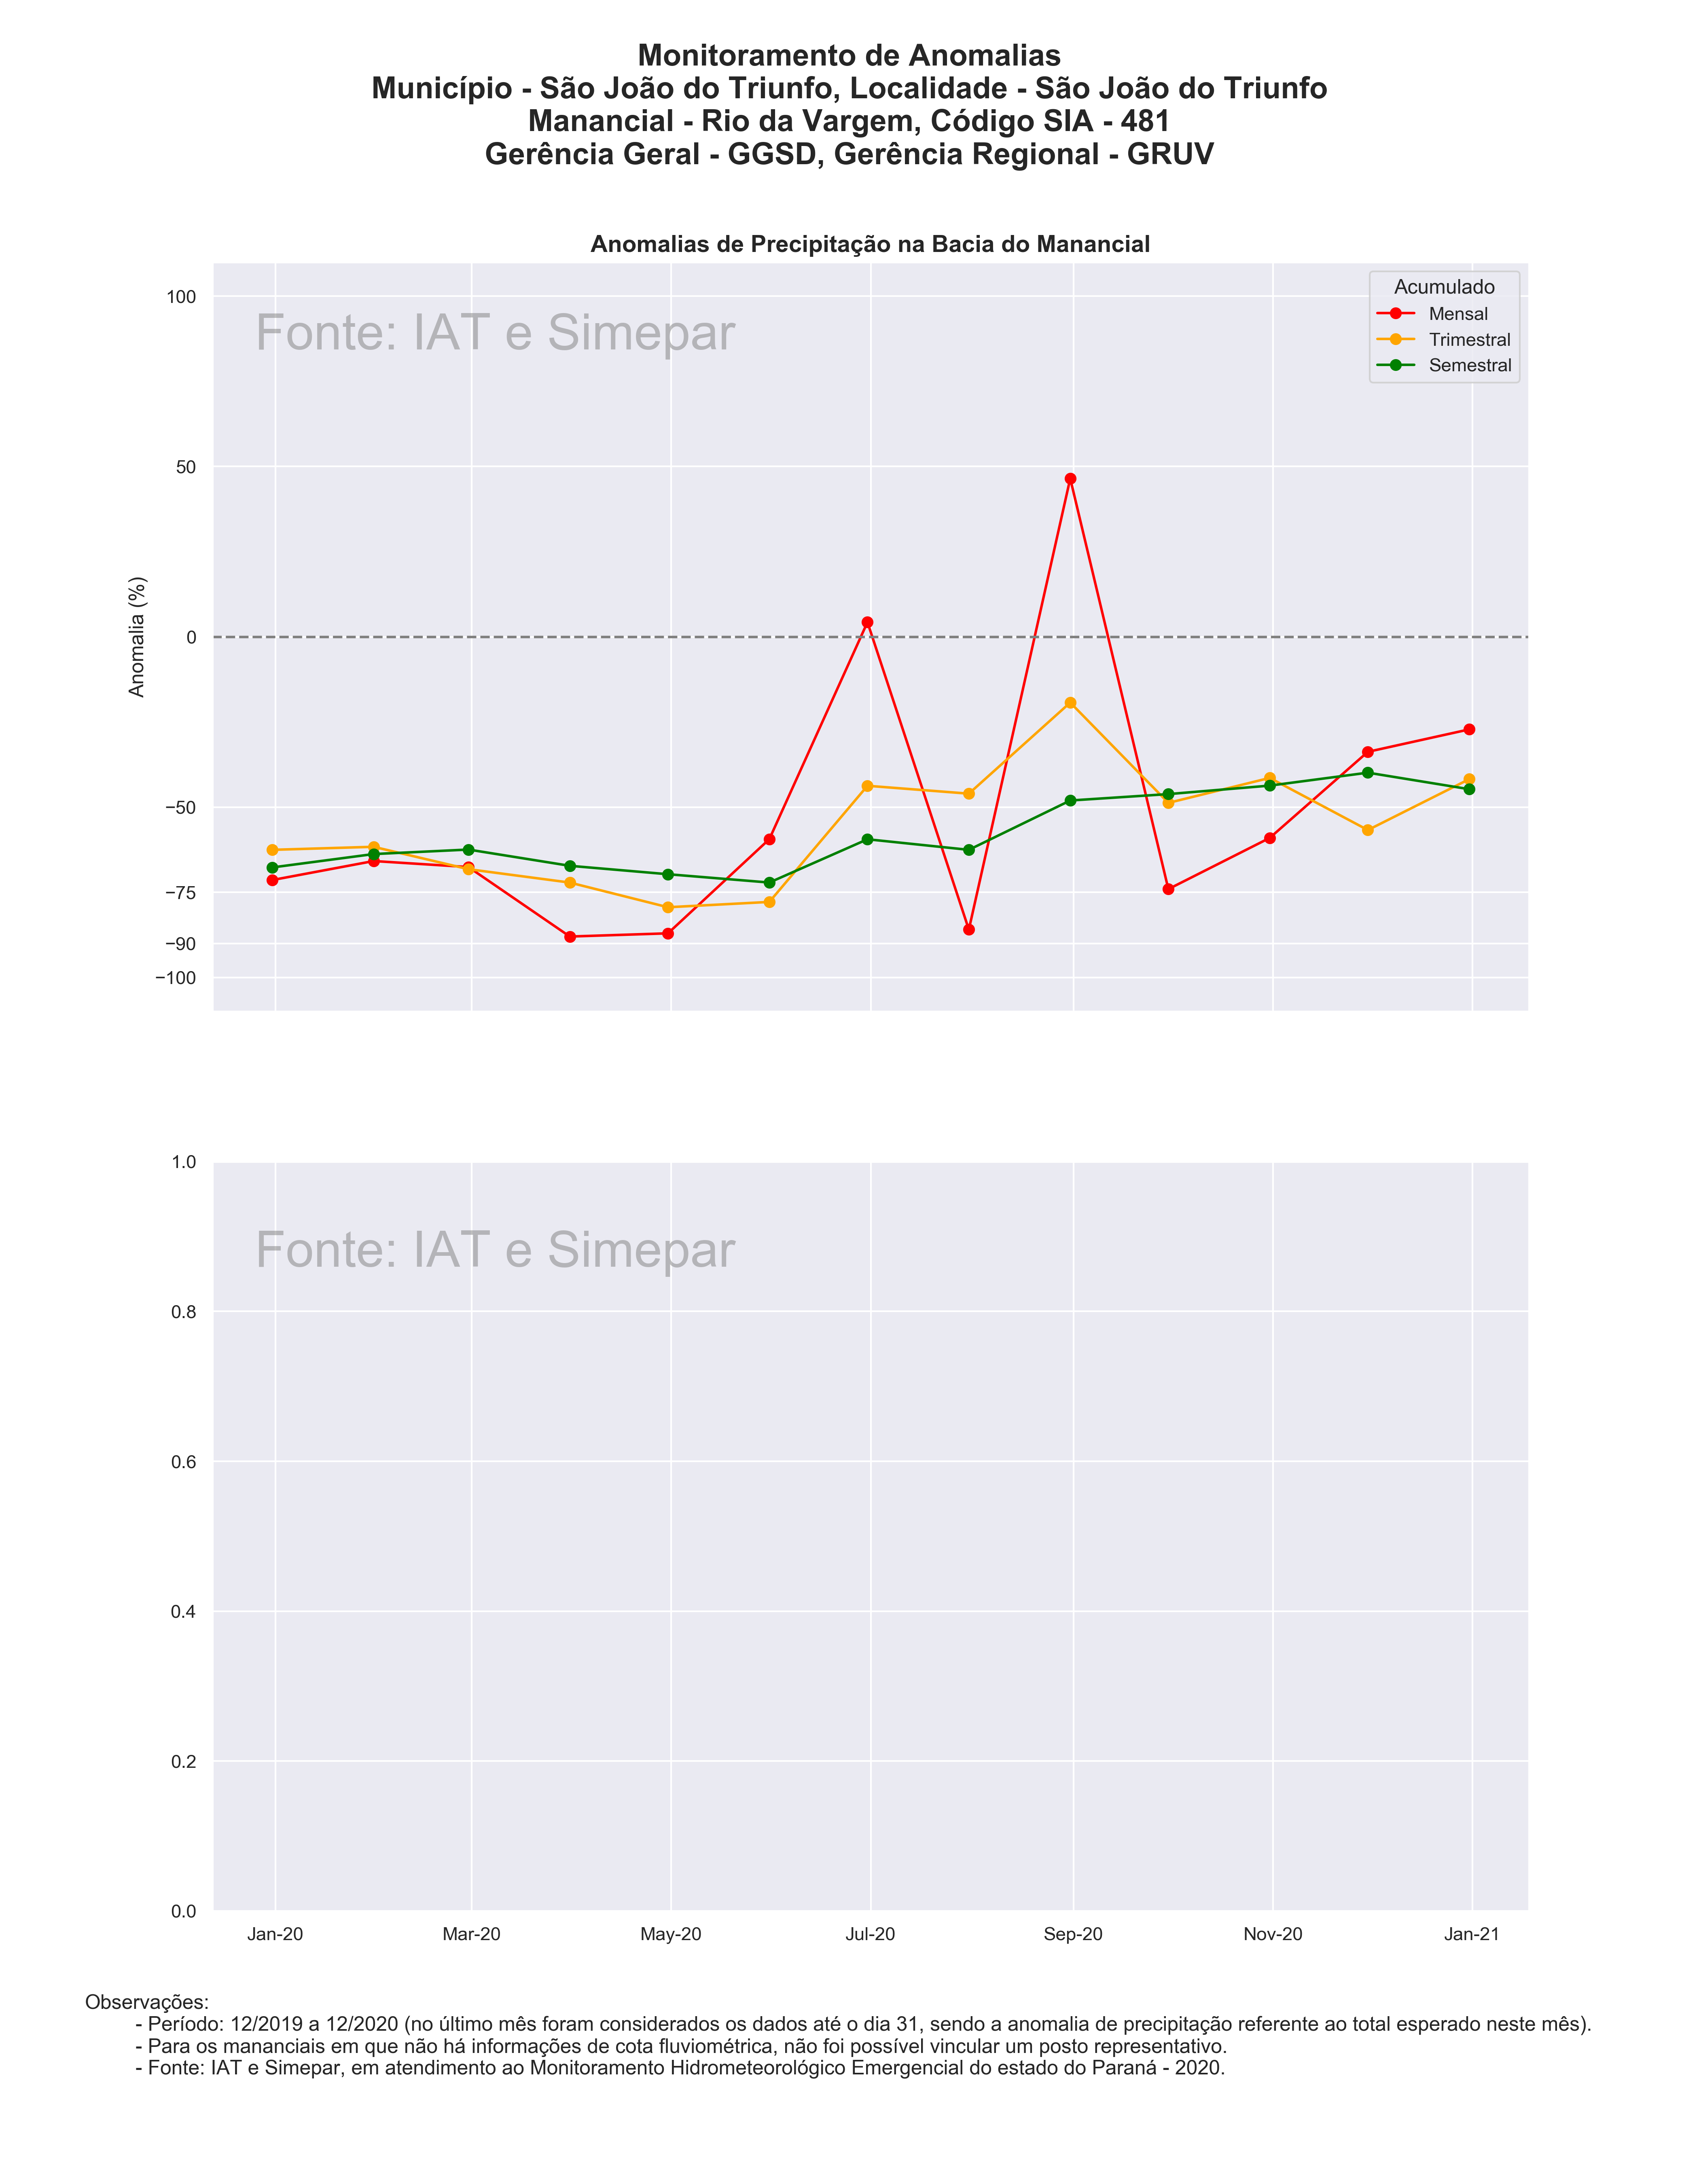 Monitoramento de Anomalias
Município - São João do Triunfo, Localidade - São João do Triunfo
Manancial - Rio da Vargem, Código SIA - 481
Gerência Geral - GGSD, Gerência Regional - GRUV
Anomalias de Precipitação na Bacia do Manancial
Anomalia (%)
100
50
0
−50
−75
−90
−100
Fonte: IAT e Simepar
Acumulado
Mensal
Trimestral
Semestral
1.0
0.8
0.6
0.4
0.2
0.0
Fonte: IAT e Simepar
Jan-20 Mar-20 May-20 Jul-20 Sep-20 Nov-20 Jan-21
Observações:
- Período: 12/2019 a 12/2020 (no último mês foram considerados os dados até o dia 31, sendo a anomalia de precipitação referente ao total esperado neste mês).
- Para os mananciais em que não há informações de cota fluviométrica, não foi possível vincular um posto representativo.
- Fonte: IAT e Simepar, em atendimento ao Monitoramento Hidrometeorológico Emergencial do estado do Paraná - 2020.